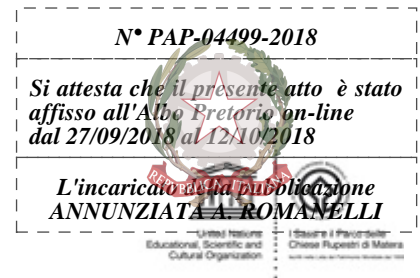 N° PAP-04499-2018
Si attesta che il presente atto è stato
affisso all'Albo Pretorio on-line
dal 27/09/2018 al 12/10/2018
L'incaricato della pubblicazione
ANNUNZIATA A. ROMANELLI
REPVBBLICA ITALIANA
United Nations
Educational, Scientific and
Cultural Organization
I Sassi e il Parco delle
Chiese Rupestri di Matera